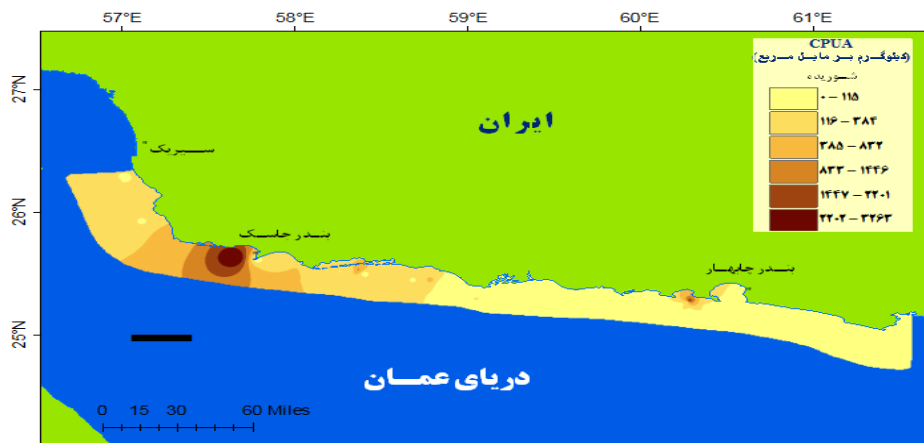 57°E 58°E 59°E 60°E 61°E
27°N
26°N
25°N
CPUA
(کیلوگرم بر مایل مربع)
شوریده
۰ – ۱۱۵
۱۱۶ – ۳۸۴
۳۸۵ – ۸۳۲
۸۳۳ – ۱۴۴۶
۱۴۴۷ – ۲۲۰۱
۲۲۰۲ – ۳۲۶۳
ایران
سیریک
بندر جاسک
بندر چابهار
دریای عمان
0 15 30 60 Miles